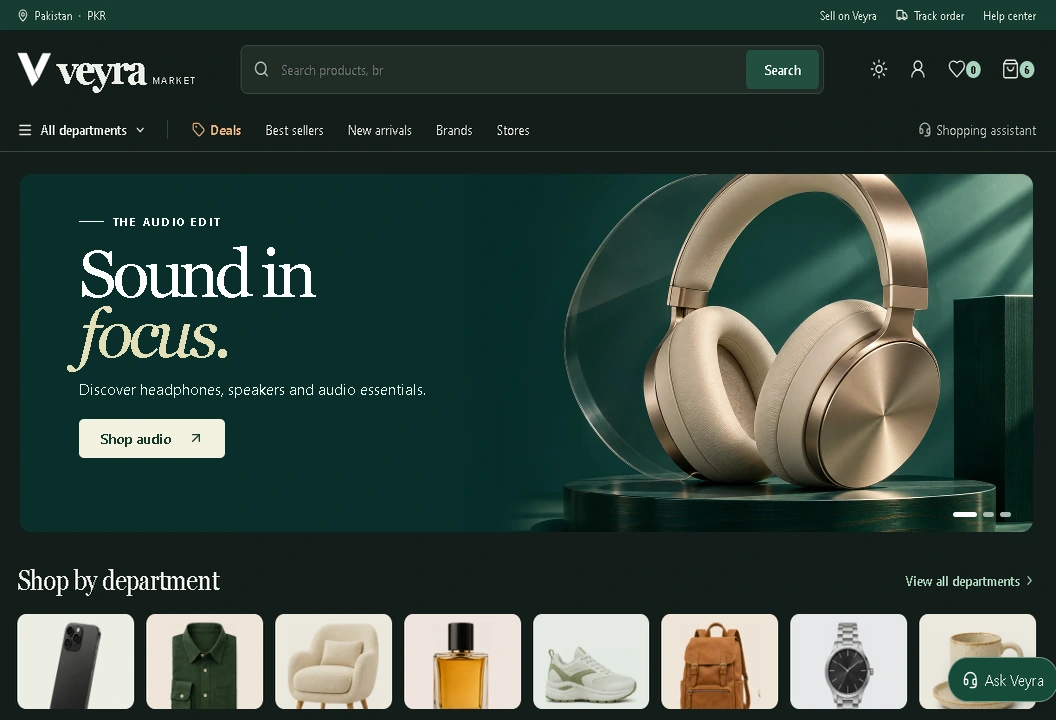 Pakistan · PKR
Sell on Veyra
Track order
Help center
veyra MARKET
Search products, br
Search
0
6
All departments
Deals
Best sellers
New arrivals
Brands
Stores
Shopping assistant
THE AUDIO EDIT
Sound in
focus.
Discover headphones, speakers and audio essentials.
Shop audio
Shop by department
View all departments
Ask Veyra